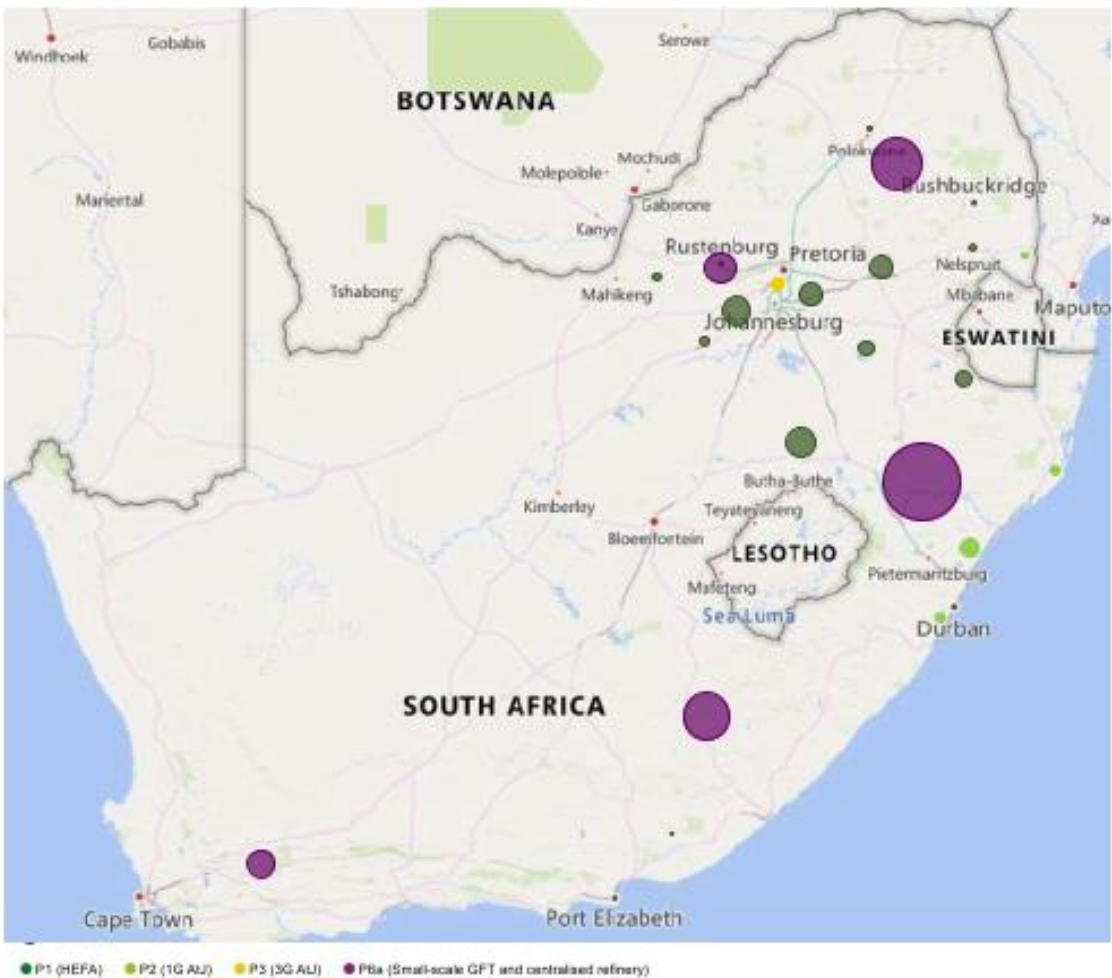 Windhoek
Gobabis
Serowe
BOTSWANA
Mochudi
Molepolole
Polokwane
Bushbuckridge
Mariental
Gaborone
Kanye
Xa
Rustenburg
Pretoria
Nelspruit
Tshabong
Mahikeng
Mbabane
Maputo
Johannesburg
ESWATINI
Butha-Buthe
Kimberley
Teyateyaneng
Bloemfontein
LESOTHO
Pietermaritzburg
Mafeteng
Durban
SOUTH AFRICA
Cape Town
Port Elizabeth
P1 (HEFA) P2 (1G AtJ) P3 (3G AtJ) P6a (Small-scale GFT and centralised refinery)